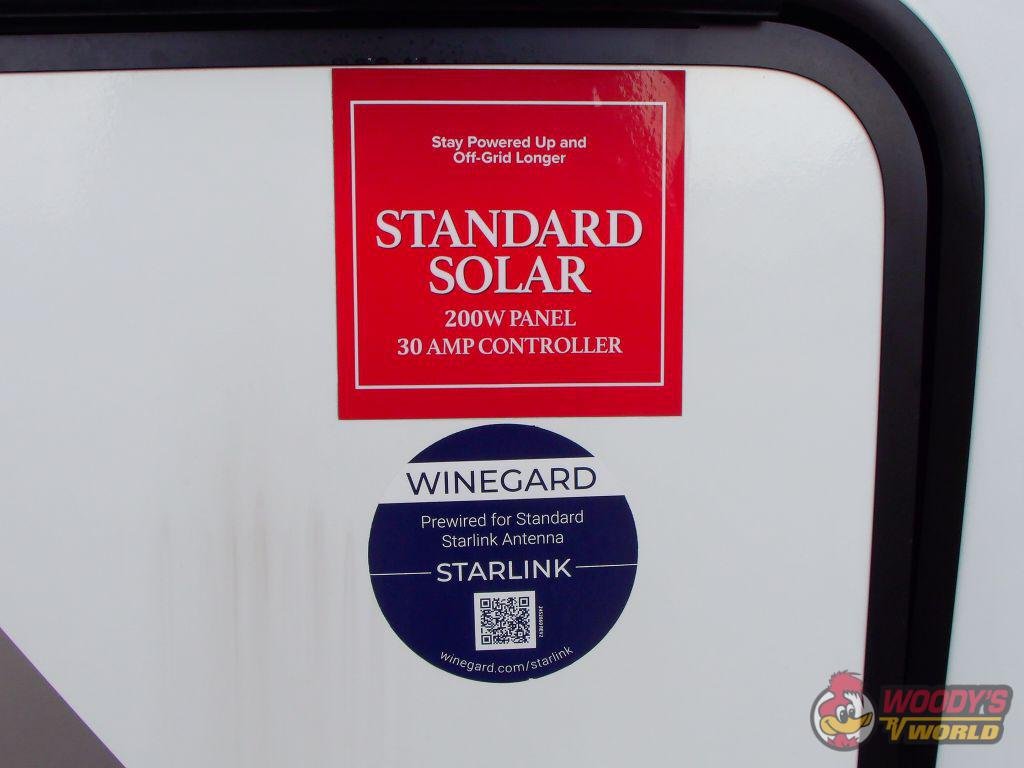 Stay Powered Up and
Off-Grid Longer
STANDARD
SOLAR
200W PANEL
30 AMP CONTROLLER
WINEGARD
Prewired for Standard
Starlink Antenna
STARLINK
winegard.com/starlink
WOODY'S
RV WORLD